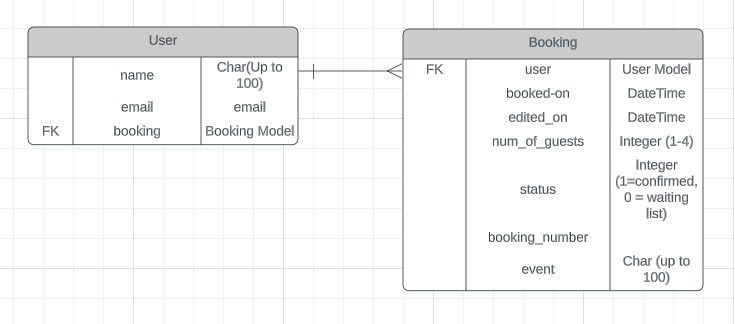 User
name
Char(Up to
100)
email
email
FK
booking
Booking Model
Booking
FK
user
User Model
booked-on
DateTime
edited_on
DateTime
num_of_guests
Integer (1-4)
status
Integer
(1=confirmed,
0 = waiting
list)
booking_number
event
Char (up to
100)